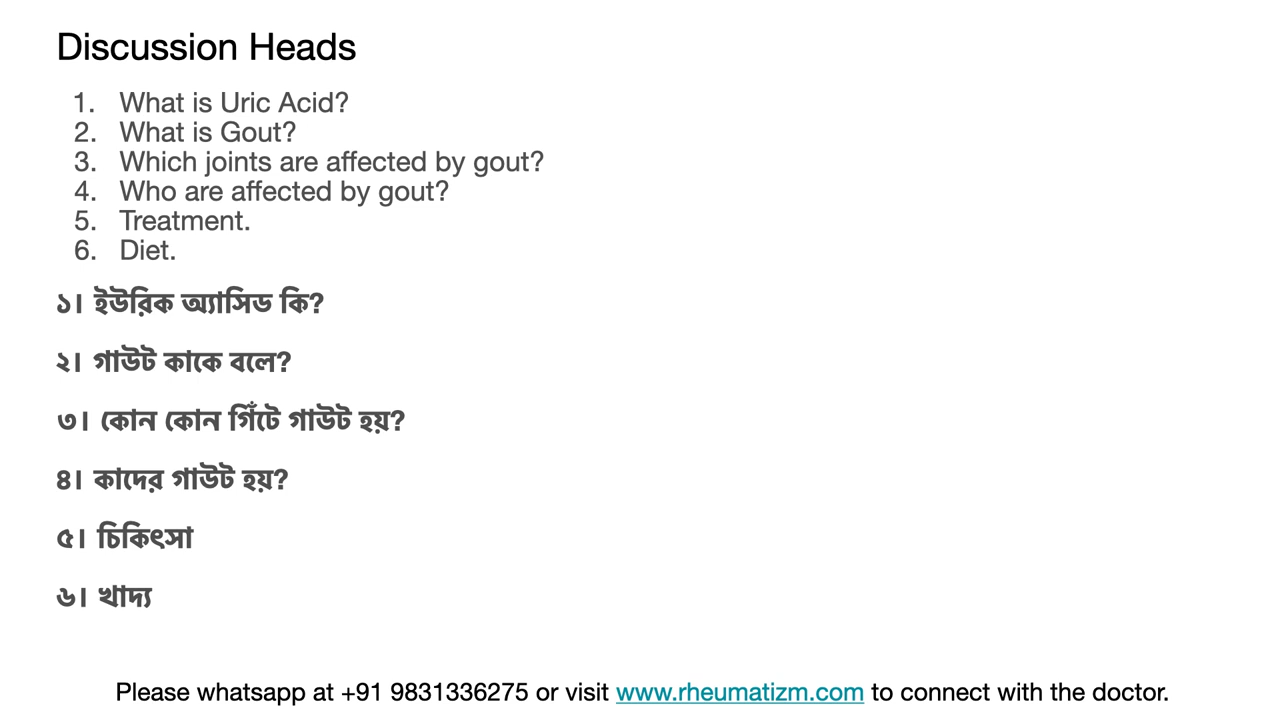 Discussion Heads
1. What is Uric Acid?
2. What is Gout?
3. Which joints are affected by gout?
4. Who are affected by gout?
5. Treatment.
6. Diet.
১। ইউরিক অ্যাসিড কি?
২। গাউট কাকে বলে?
৩। কোন কোন গিঁটে গাউট হয়?
৪। কাদের গাউট হয়?
৫। চিকিৎসা
৬। খাদ্য
Please whatsapp at +91 9831336275 or visit www.rheumatizm.com to connect with the doctor.